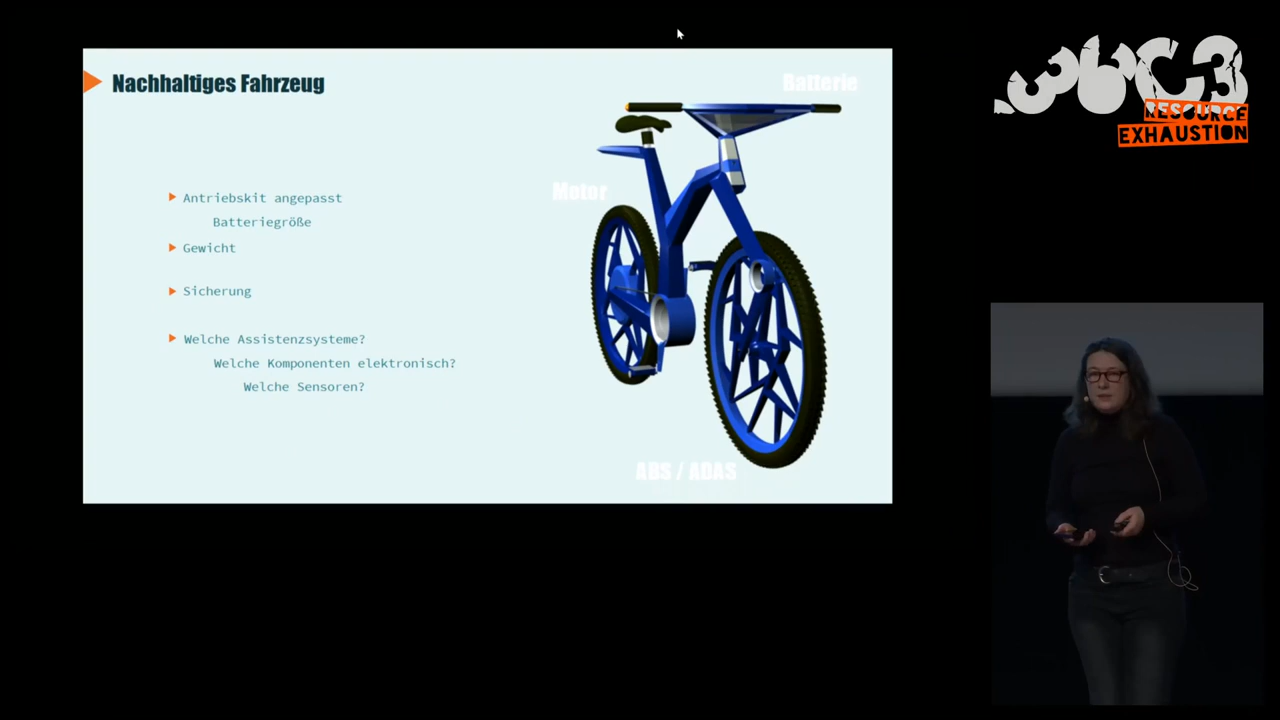 Nachhaltiges Fahrzeug
Batterie
Motor
Antriebskit angepasst
Batteriegröße
Gewicht
Sicherung
Welche Assistenzsysteme?
Welche Komponenten elektronisch?
Welche Sensoren?
ABS / ADAS
36C3
RESOURCE
EXHAUSTION